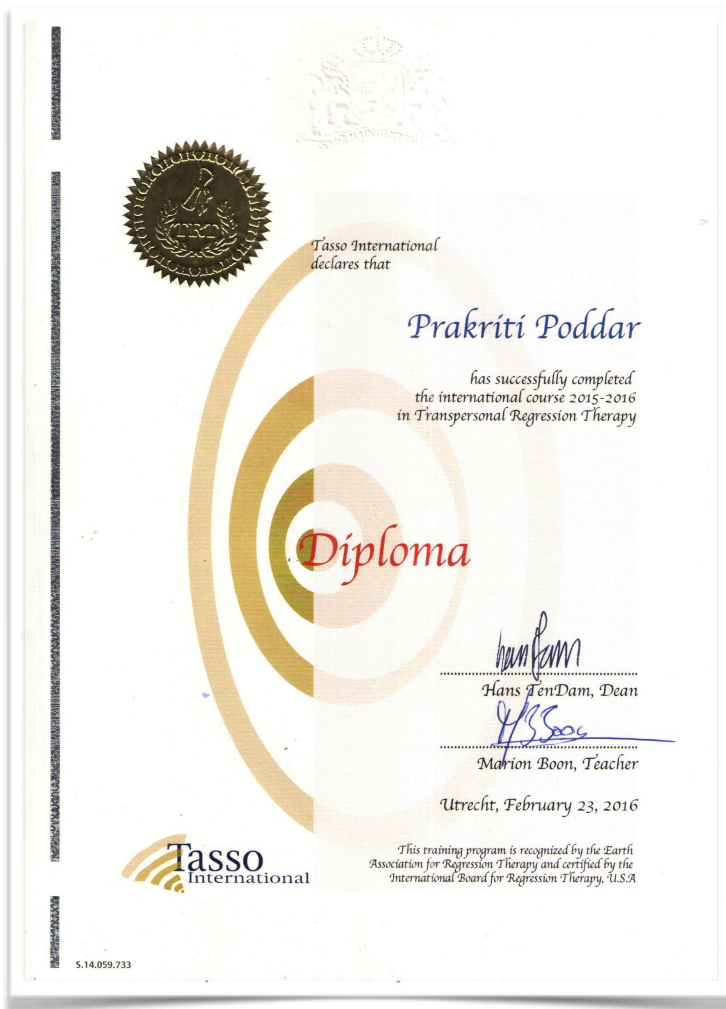 TRT
Tasso International
declares that
Prakriti Poddar
has successfully completed
the international course 2015-2016
in Transpersonal Regression Therapy
Diploma
Hans TenDam, Dean
Marion Boon, Teacher
Utrecht, February 23, 2016
This training program is recognized by the Earth
Association for Regression Therapy and certified by the
International Board for Regression Therapy, U.S.A
Tasso
International
S.14.059.733